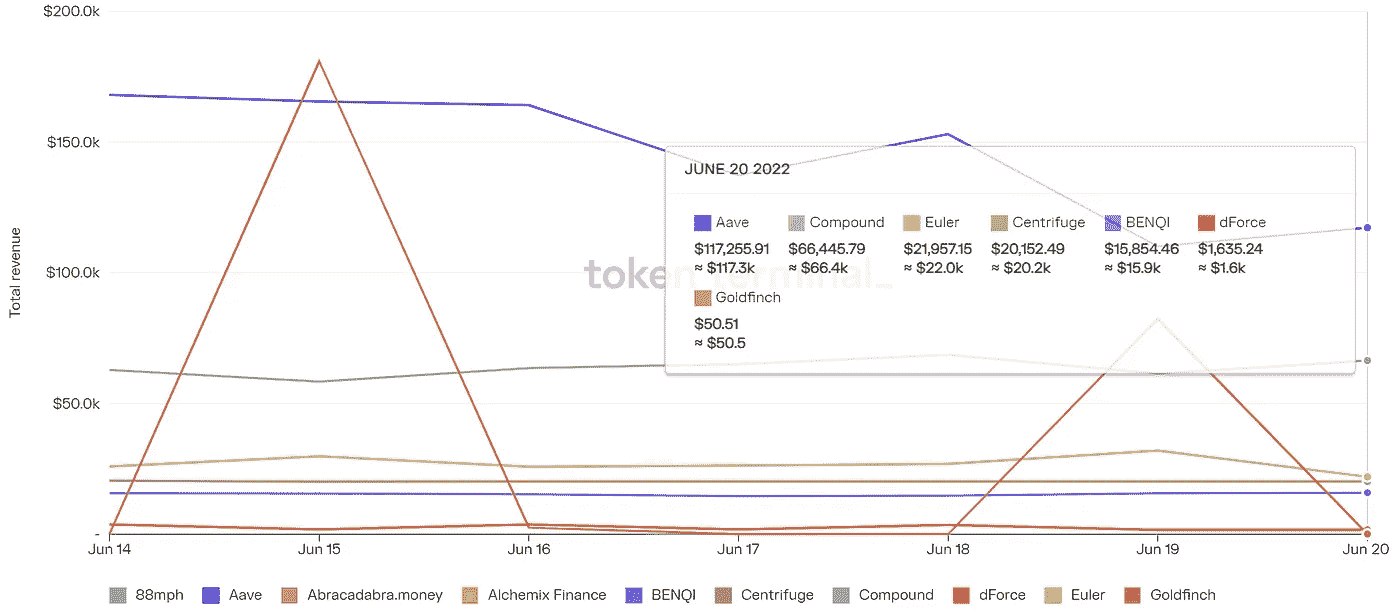 $200.0k
$150.0k
$100.0k
$50.0k
-
Total revenue
token terminal_
JUNE 20 2022
Aave Compound Euler Centrifuge BENQI dForce
$117,255.91 $66,445.79 $21,957.15 $20,152.49 $15,854.46 $1,635.24
≈ $117.3k ≈ $66.4k ≈ $22.0k ≈ $20.2k ≈ $15.9k ≈ $1.6k
Goldfinch
$50.51
≈ $50.5
Jun 14 Jun 15 Jun 16 Jun 17 Jun 18 Jun 19 Jun 20
88mph Aave Abracadabra.money Alchemix Finance BENQI Centrifuge Compound dForce Euler Goldfinch